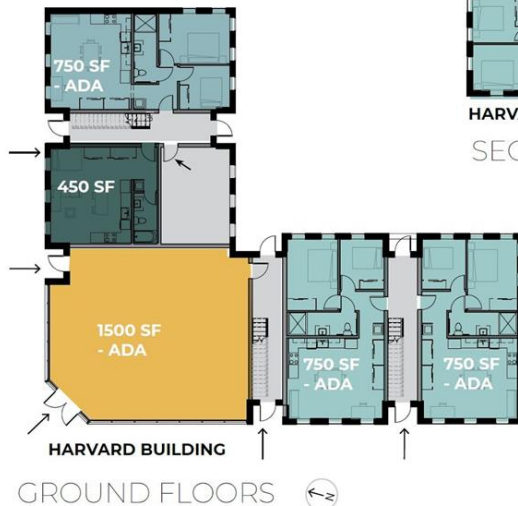 750 SF
- ADA
HARV
SEC
450 SF
1500 SF
- ADA
750 SF
- ADA
750 SF
- ADA
HARVARD BUILDING
GROUND FLOORS
N